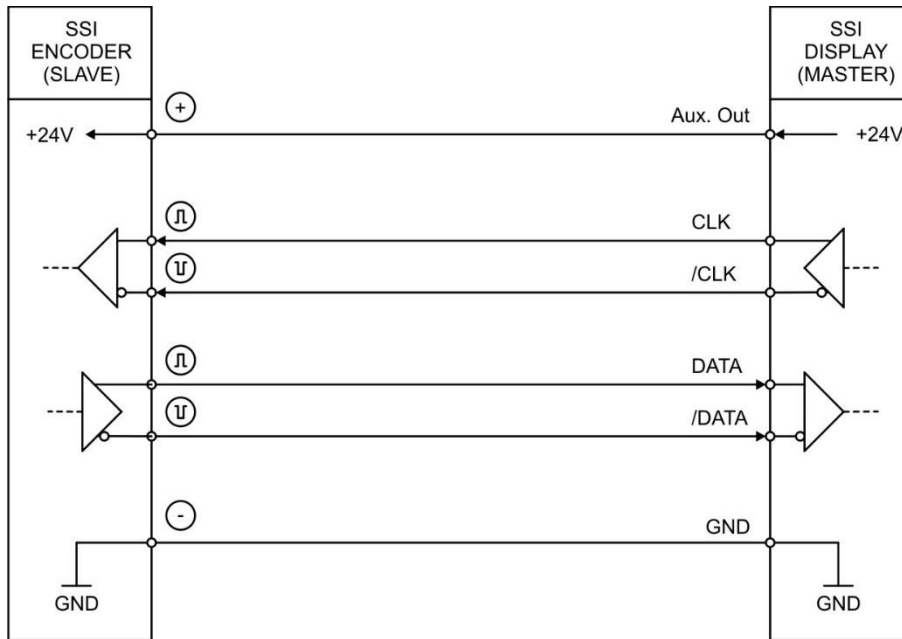 SSI
ENCODER
(SLAVE)
SSI
DISPLAY
(MASTER)
+
Aux. Out
+24V
+24V
CLK
/CLK
DATA
/DATA
-
GND
GND
GND